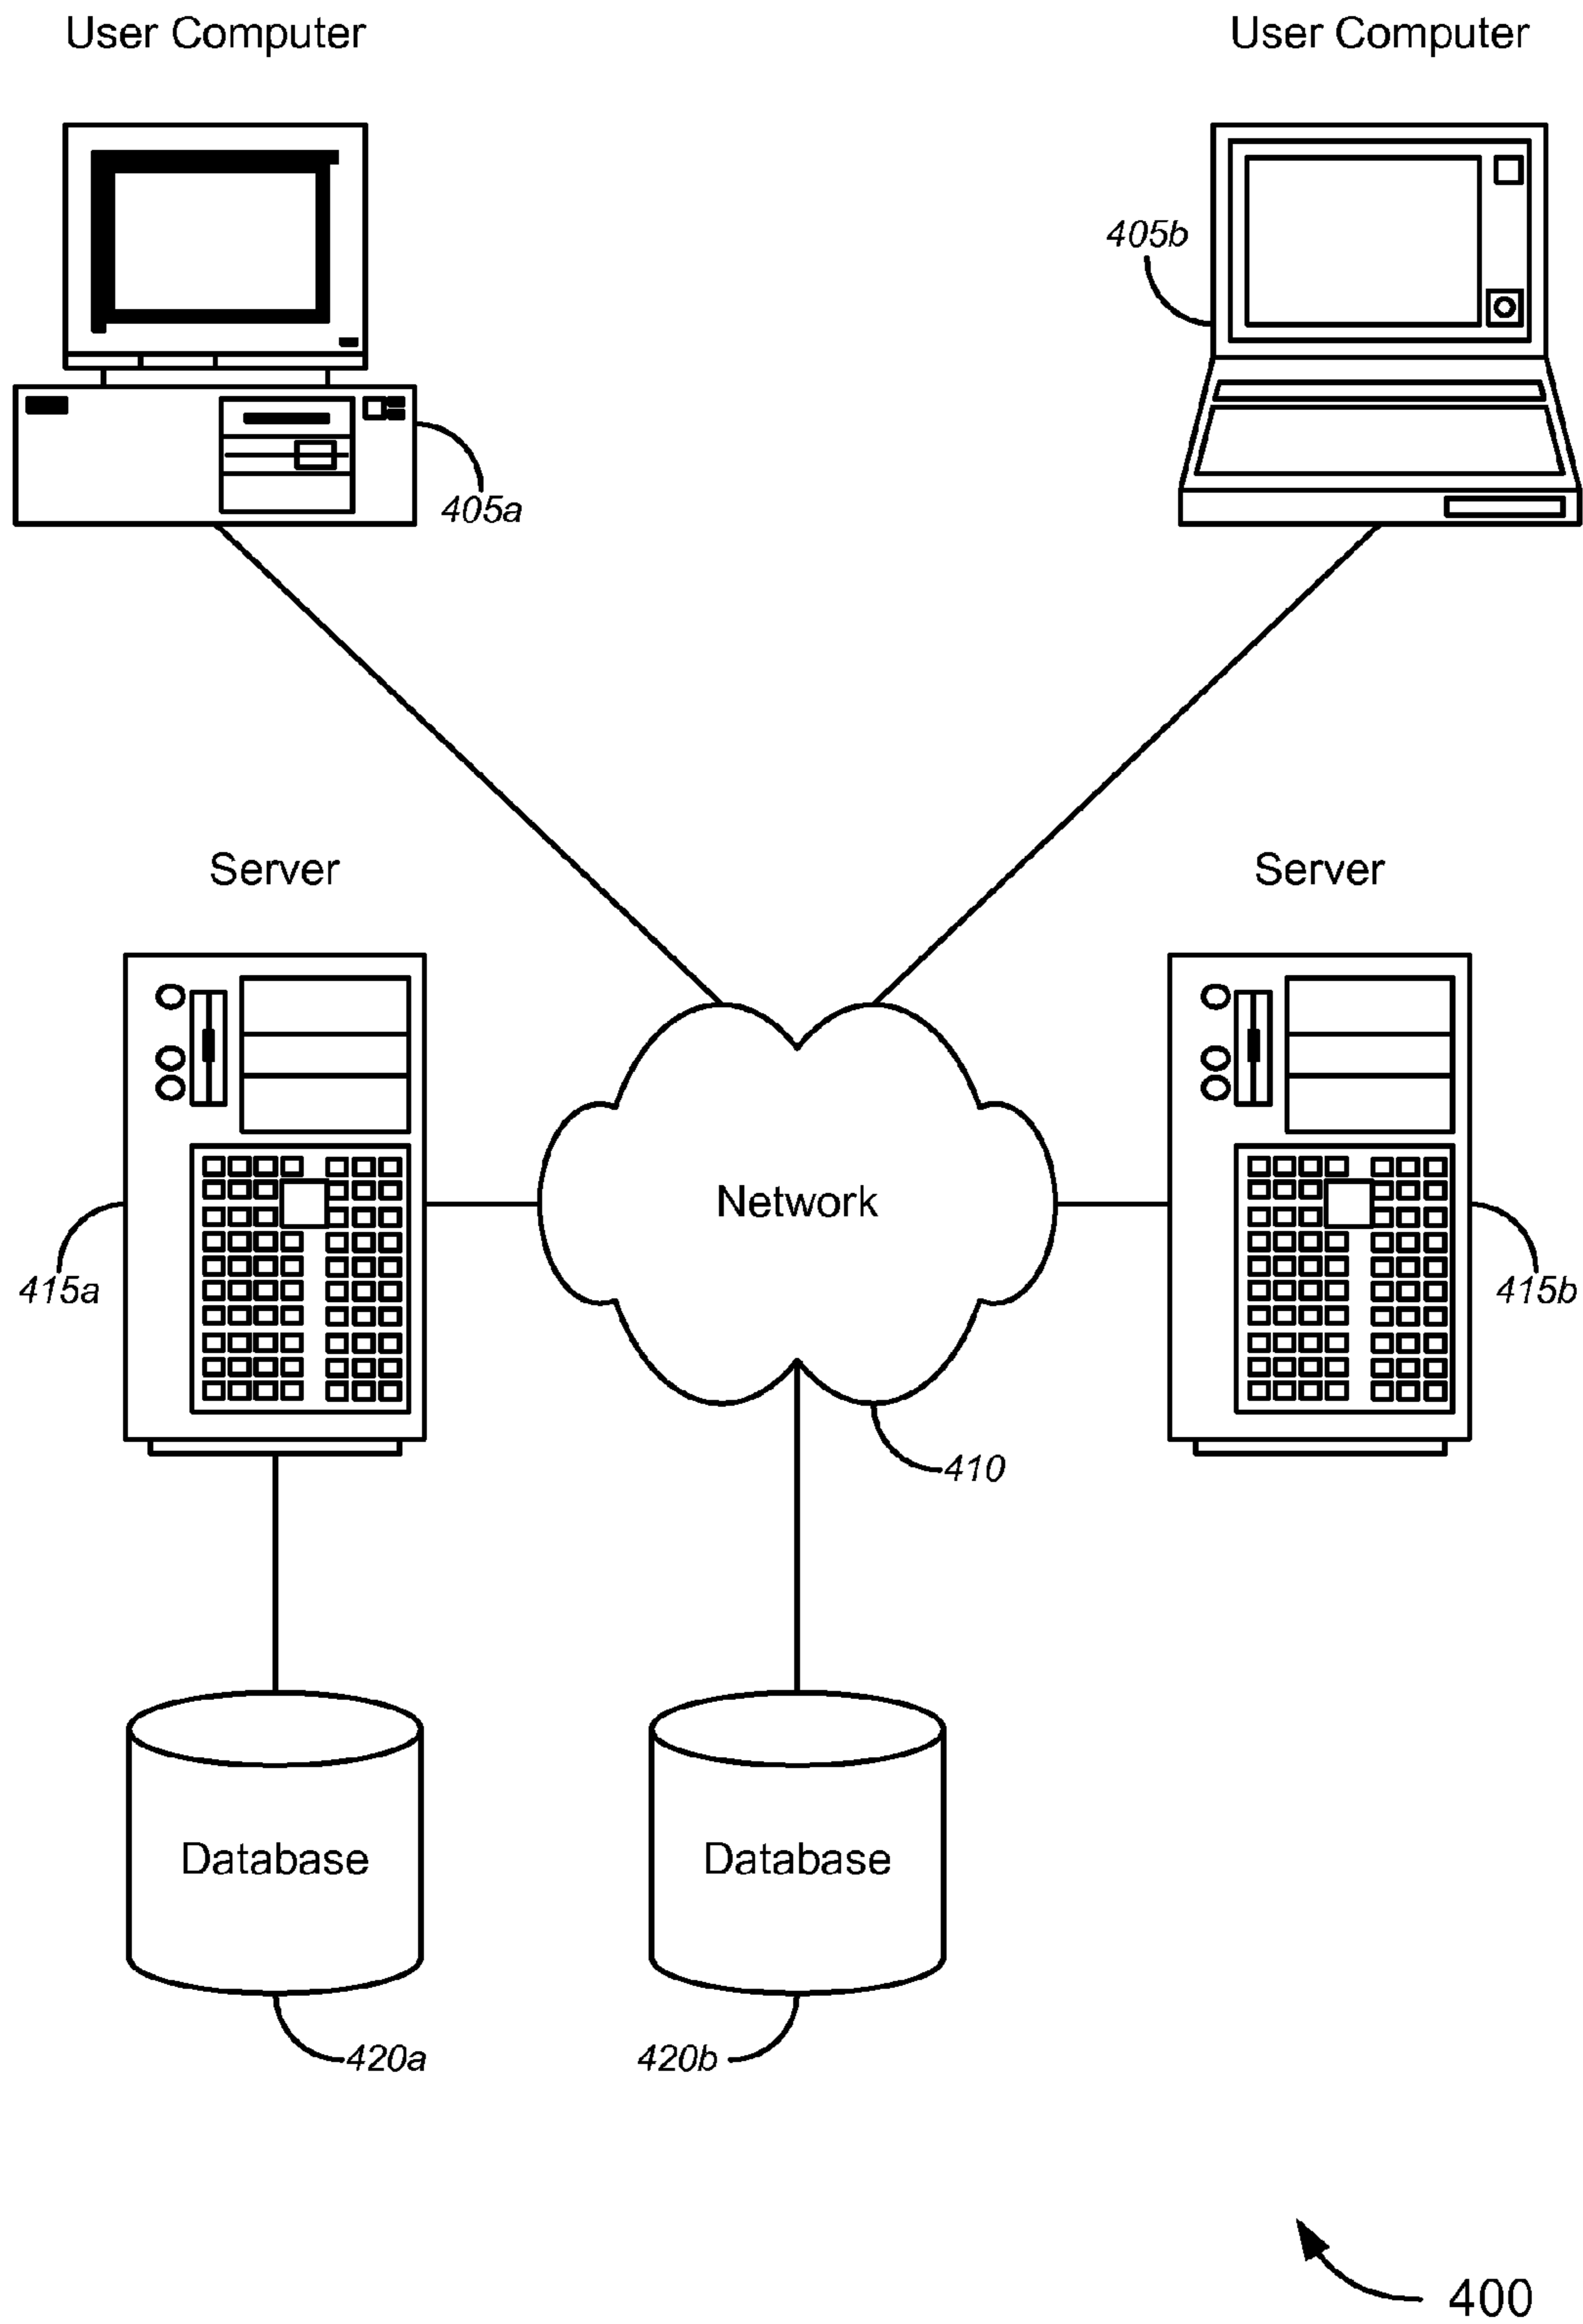 User Computer
User Computer
405b
405a
Server
Server
Network
415a
415b
410
Database
Database
420a
420b
400